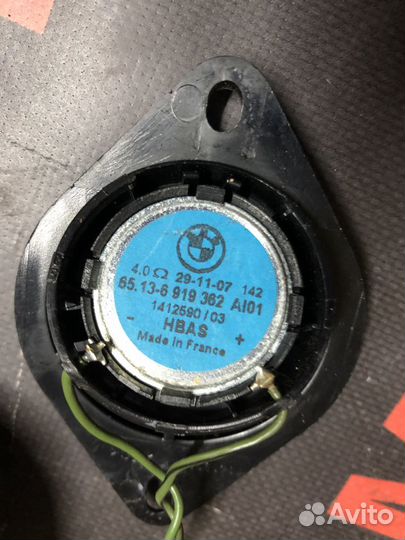 4.0 Ω 29-11-07 142
65.13-6 919 362 AI01
1412590 / 03
HBAS
- +
Made in France
Avito